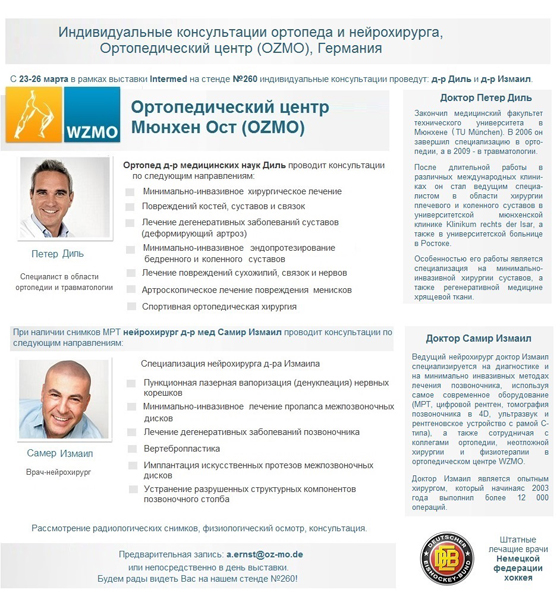 Индивидуальные консультации ортопеда и нейрохирурга,
Ортопедический центр (OZMO), Германия
С 23-26 марта в рамках выставки Intermed на стенде №260 индивидуальные консультации проведут: д-р Диль и д-р Измаил.
WZMO
Ортопедический центр
Мюнхен Ост (OZMO)
Петер Диль
Специалист в области
ортопедии и травматологии
Ортопед д-р медицинских наук Диль проводит консультации
по следующим направлениям:
Минимально-инвазивное хирургическое лечение
Повреждений костей, суставов и связок
Лечение дегенеративных заболеваний суставов
(деформирующий артроз)
Минимально-инвазивное эндопротезирование
бедренного и коленного суставов
Лечение повреждений сухожилий, связок и нервов
Артроскопическое лечение повреждений менисков
Спортивная ортопедическая хирургия
Доктор Петер Диль
Закончил медицинский факультет
технического университета в
Мюнхене (TU München). В 2006 он
завершил специализацию в орто-
педии, а в 2009 - в травматологии.
После длительной работы в
различных международных клини-
ках он стал ведущим специа-
листом в области хирургии
плечевого и коленного суставов в
университетской мюнхенской
клинике Klinikum rechts der Isar, а
также в университетской больнице
в Ростоке.
Особенностью его работы является
специализация на минимально-
инвазивной хирургии суставов, а
также регенеративной медицине
хрящевой ткани.
При наличии снимков МРТ нейрохирург д-р мед Самир Измаил проводит консультации по
следующим направлениям:
Самер Измаил
Врач-нейрохирург
Специализация нейрохирурга д-ра Измаила
Пункционная лазерная вапоризация (денуклеация) нервных
корешков
Минимально-инвазивное лечение пролапса межпозвоночных
дисков
Лечение дегенеративных заболеваний позвоночника
Вертебропластика
Имплантация искусственных протезов межпозвоночных
дисков
Устранение разрушенных структурных компонентов
позвоночного столба
Доктор Самир Измаил
Ведущий нейрохирург доктор Измаил
специализируется на диагностике и
на минимально инвазивных методах
лечения позвоночника, используя
самое современное оборудование
(МРТ, цифровой рентген, томография
позвоночника в 4D, ультразвук и
рентгеновское устройство с рамой С-
типа), а также сотрудничая с
коллегами ортопедии, неотложной
хирургии и физиотерапии в
ортопедическом центре WZMO.
Доктор Измаил является опытным
хирургом, который начиная с 2003
года выполнил более 12 000
операций.
Рассмотрение радиологических снимков, физиологический осмотр, консультация.
Предварительная запись: a.ernst@oz-mo.de
или непосредственно в день выставки.
Будем рады видеть Вас на нашем стенде №260!
DEUTSCHER
DEB
EISHOCKEY-BUND
Штатные
лечащие врачи
Немецкой
федерации
хоккея